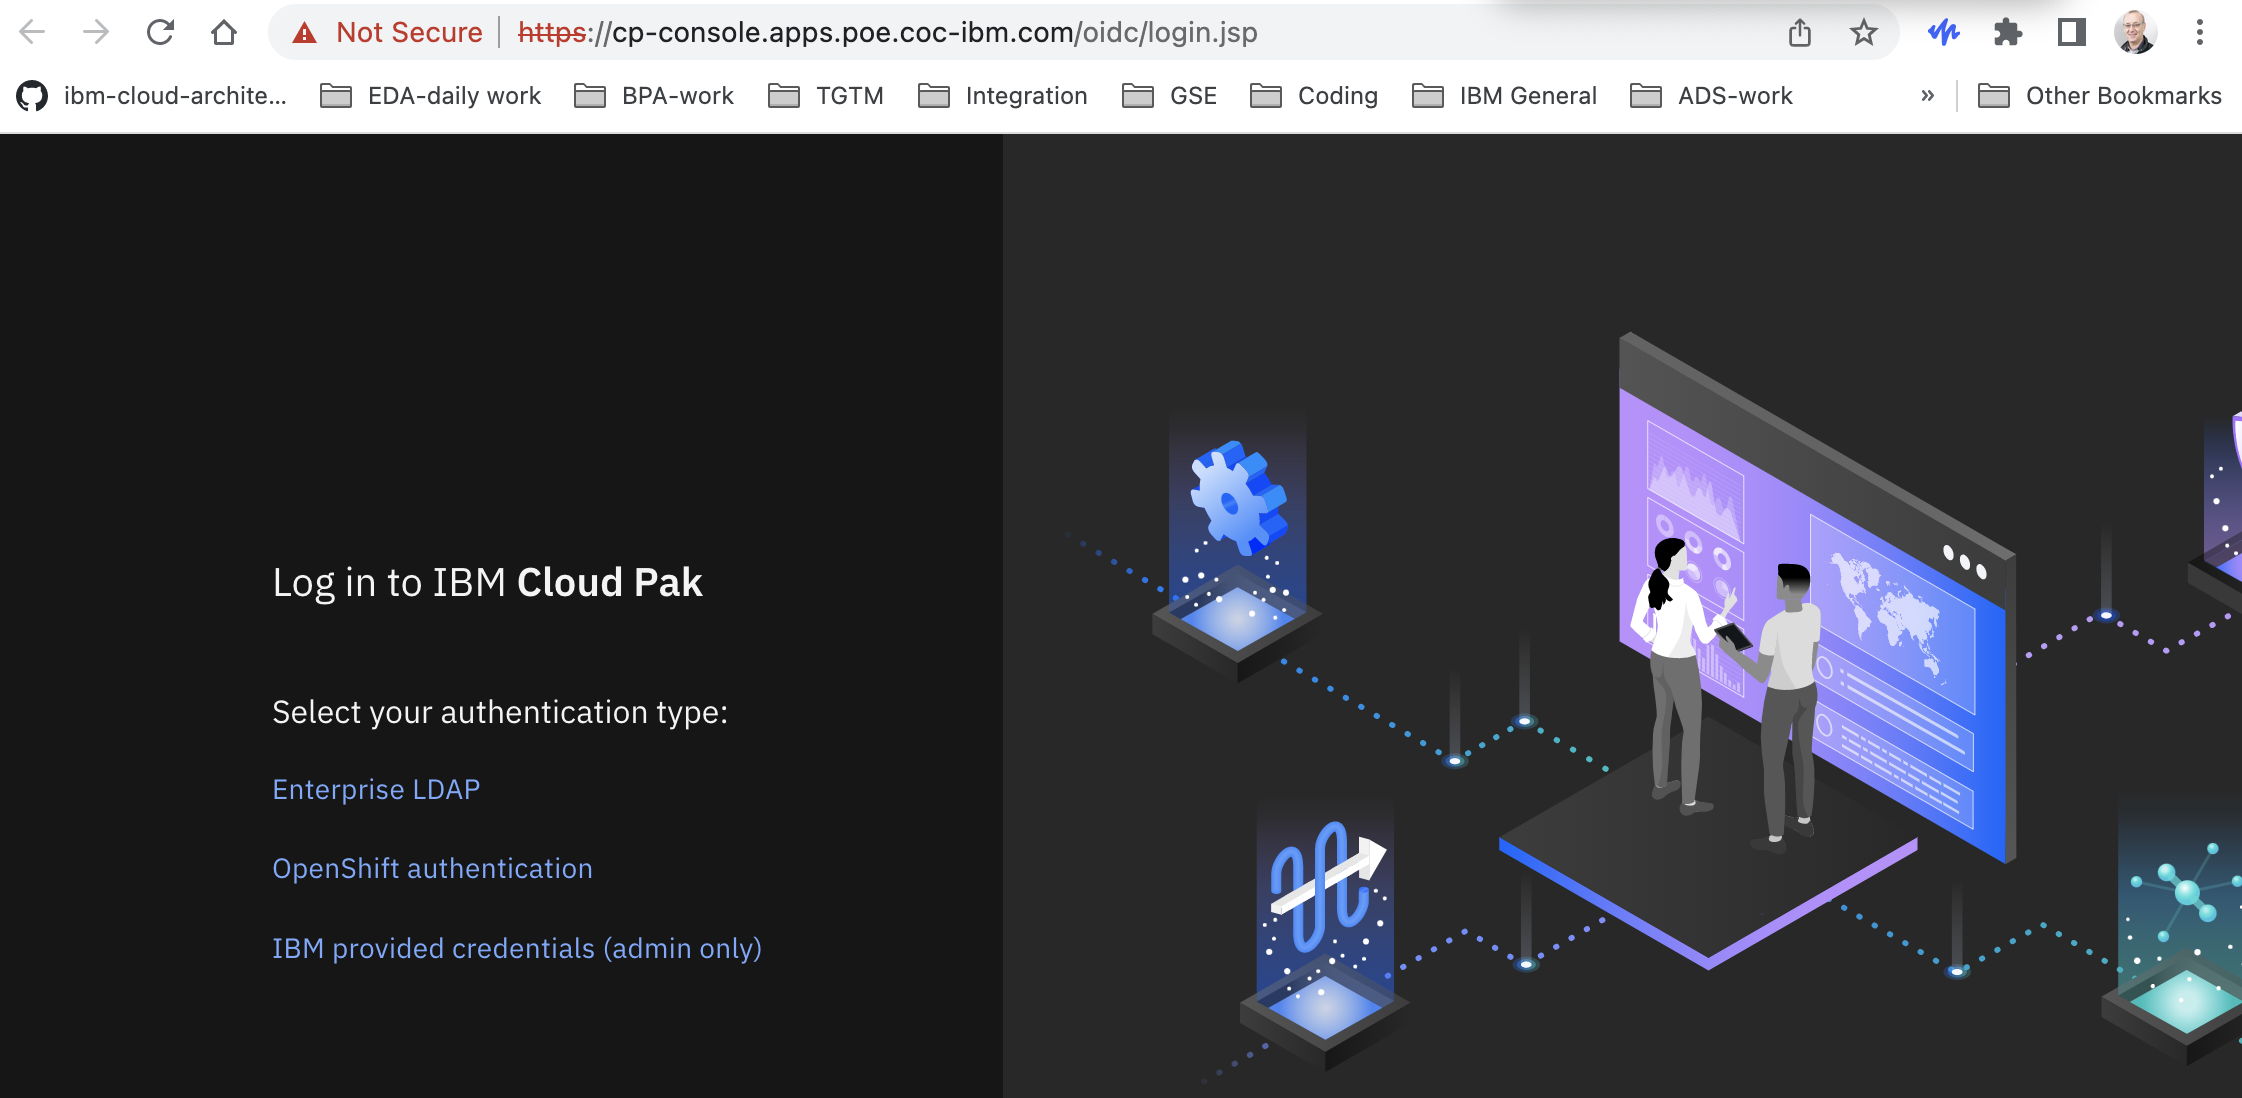 Not Secure https://cp-console.apps.poe.coc-ibm.com/oidc/login.jsp
ibm-cloud-archite... EDA-daily work BPA-work TGTM Integration GSE Coding IBM General ADS-work » Other Bookmarks
Log in to IBM Cloud Pak
Select your authentication type:
Enterprise LDAP
OpenShift authentication
IBM provided credentials (admin only)